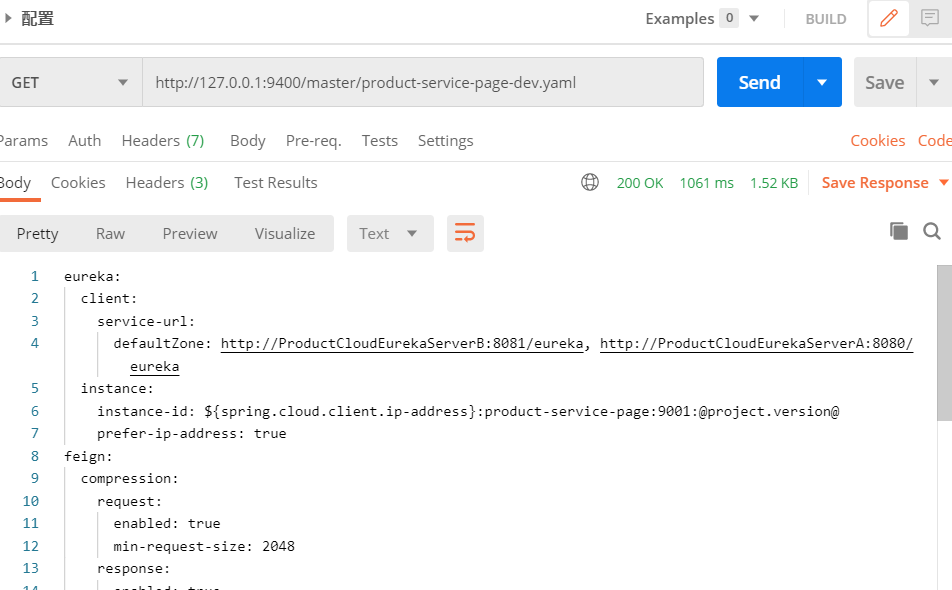 配置
Examples 0
BUILD
GET
http://127.0.0.1:9400/master/product-service-page-dev.yaml
Send
Save
Params Auth Headers (7) Body Pre-req. Tests Settings Cookies Code
Body Cookies Headers (3) Test Results 200 OK 1061 ms 1.52 KB Save Response
Pretty Raw Preview Visualize Text
1 eureka:
2 client:
3 service-url:
4 defaultZone: http://ProductCloudEurekaServerB:8081/eureka, http://ProductCloudEurekaServerA:8080/
eureka
5 instance:
6 instance-id: ${spring.cloud.client.ip-address}:product-service-page:9001:@project.version@
7 prefer-ip-address: true
8 feign:
9 compression:
10 request:
11 enabled: true
12 min-request-size: 2048
13 response:
14 enabled: true